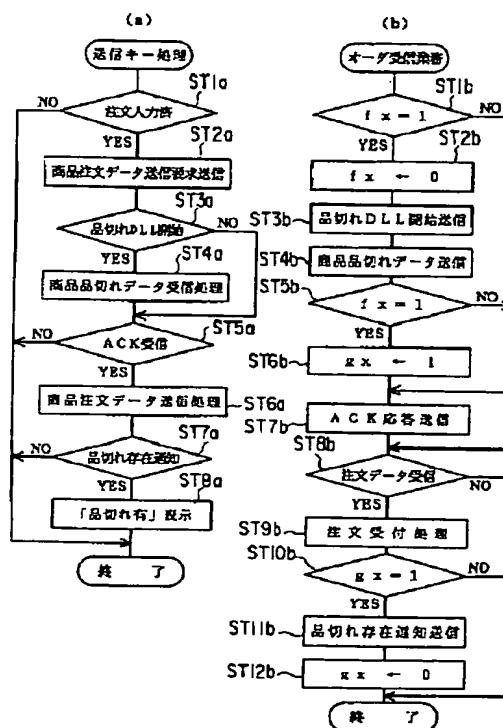 (a)
送信キー処理
ST1a
NO
注文入力済
YES
ST2a
商品注文データ送信要求送信
ST3a
品切れDLL開始
NO
YES
ST4a
商品品切れデータ受信処理
ST5a
NO
ACK受信
YES
商品注文データ送信処理
ST6a
ST7a
NO
品切れ存在通知
YES
ST8a
「品切れ有」表示
終 了
(b)
オーダ受信業務
ST1b
fx=1
NO
YES
ST2b
fx ← 0
ST3b
品切れDLL開始送信
ST4b
商品品切れデータ送信
ST5b
fx=1
NO
YES
ST6b
gx ← 1
ACK応答送信
ST7b
ST8b
注文データ受信
NO
YES
ST9b
注文受付処理
ST10b
gx=1
NO
YES
ST11b
品切れ存在通知送信
ST12b
gx ← 0
終 了